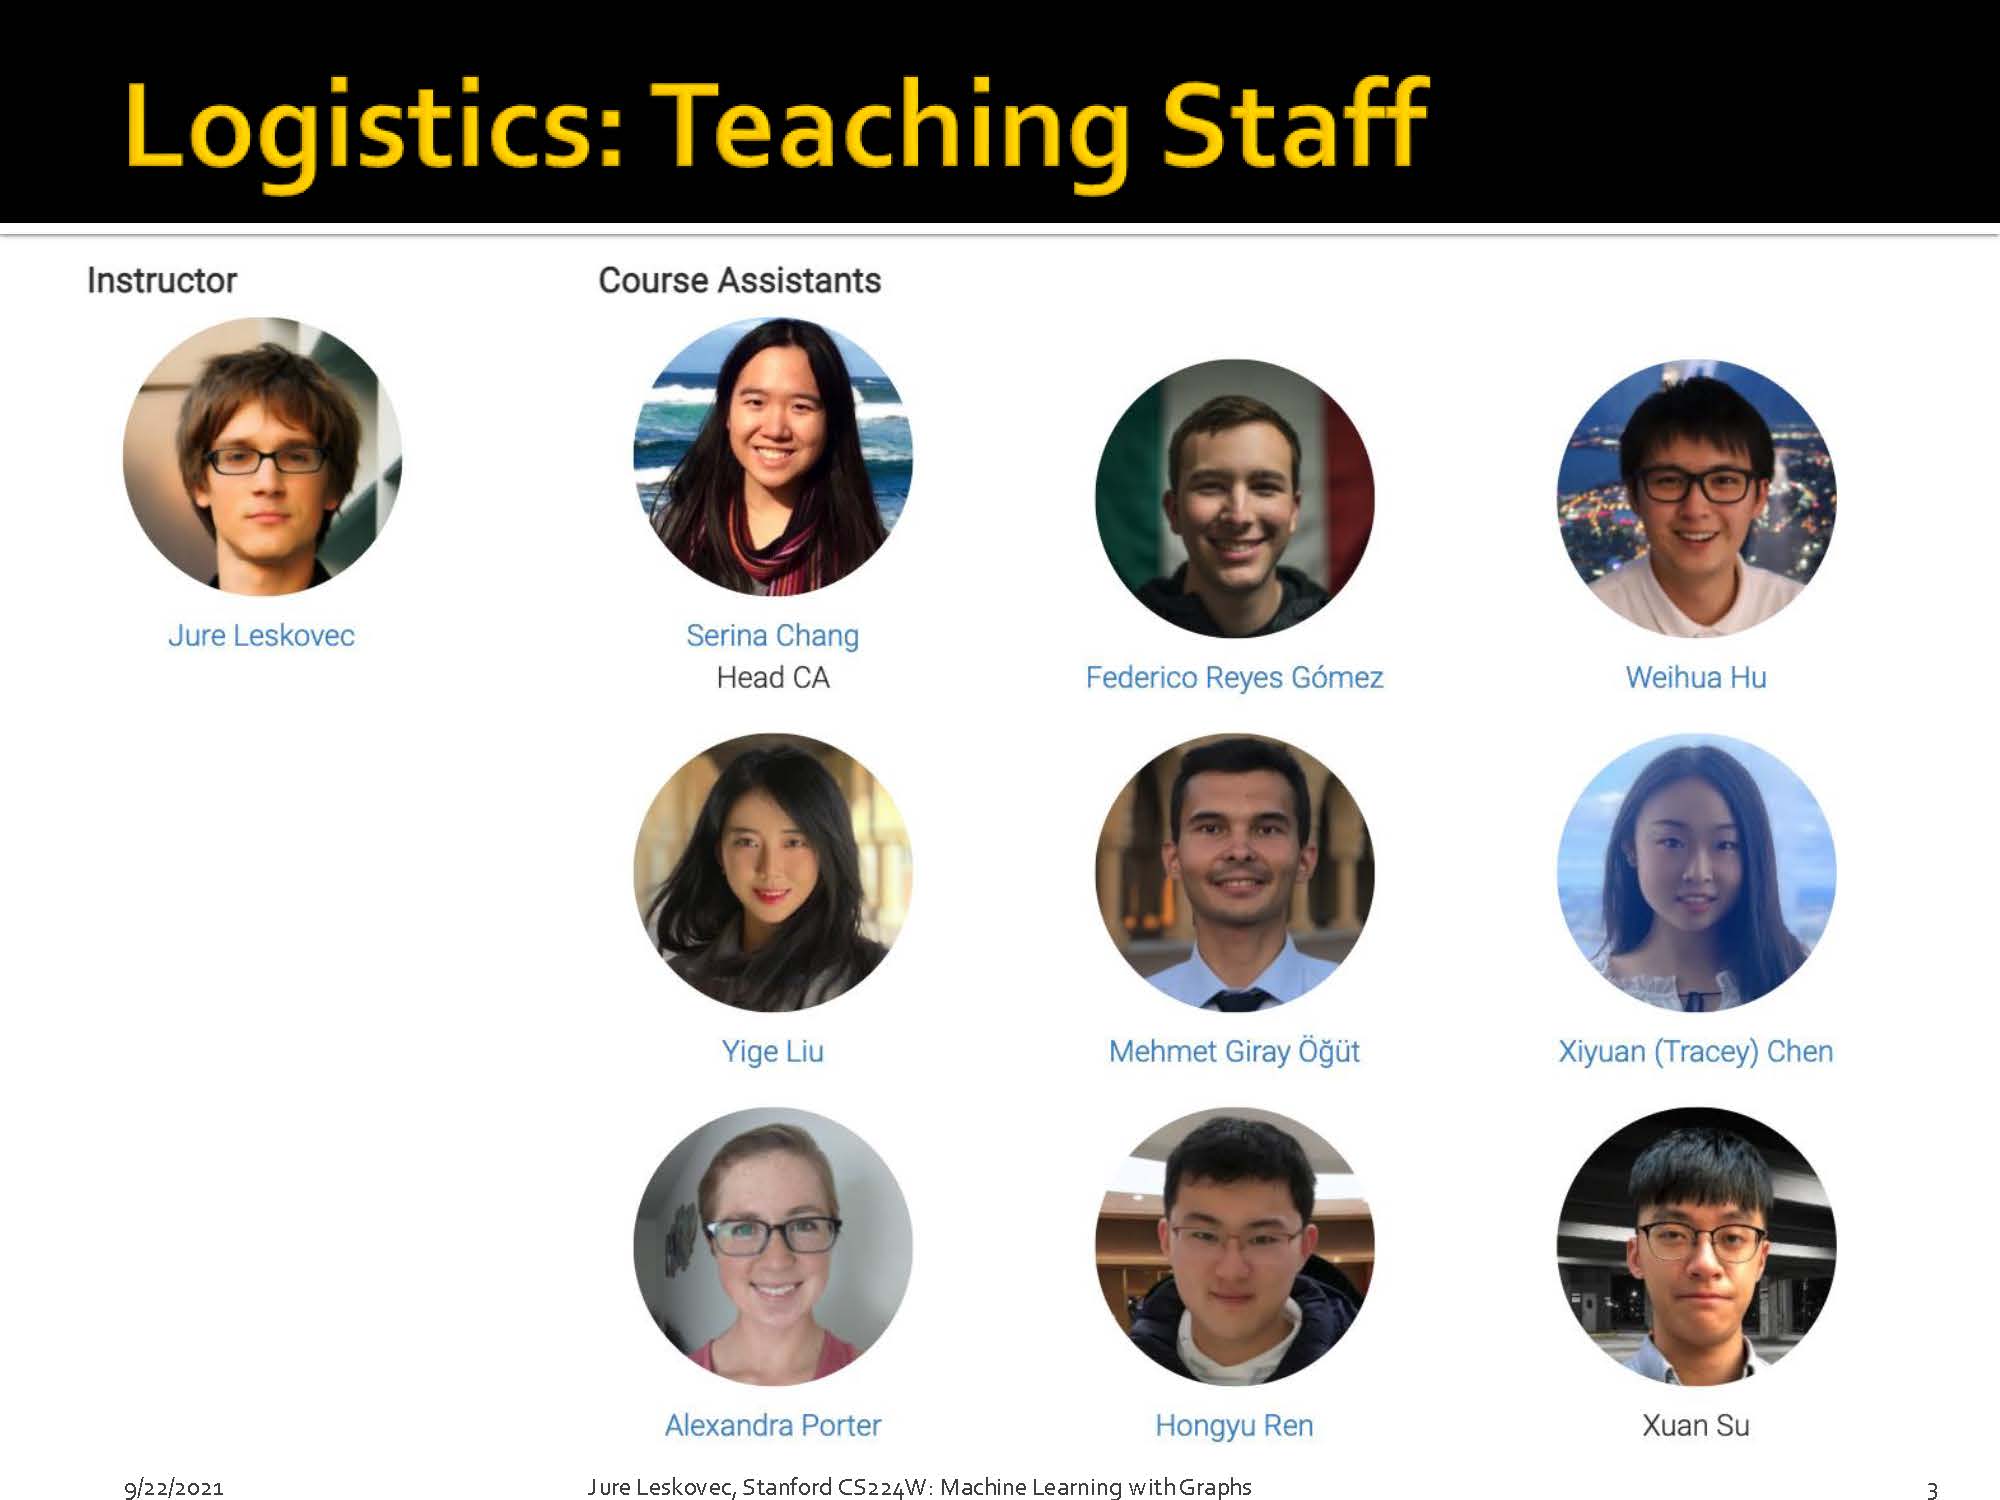 Logistics: Teaching Staff
Instructor
Course Assistants
Jure Leskovec
Serina Chang
Head CA
Federico Reyes Gómez
Weihua Hu
Yige Liu
Mehmet Giray Öğüt
Xiyuan (Tracey) Chen
Alexandra Porter
Hongyu Ren
Xuan Su
9/22/2021
Jure Leskovec, Stanford CS224W: Machine Learning with Graphs
3